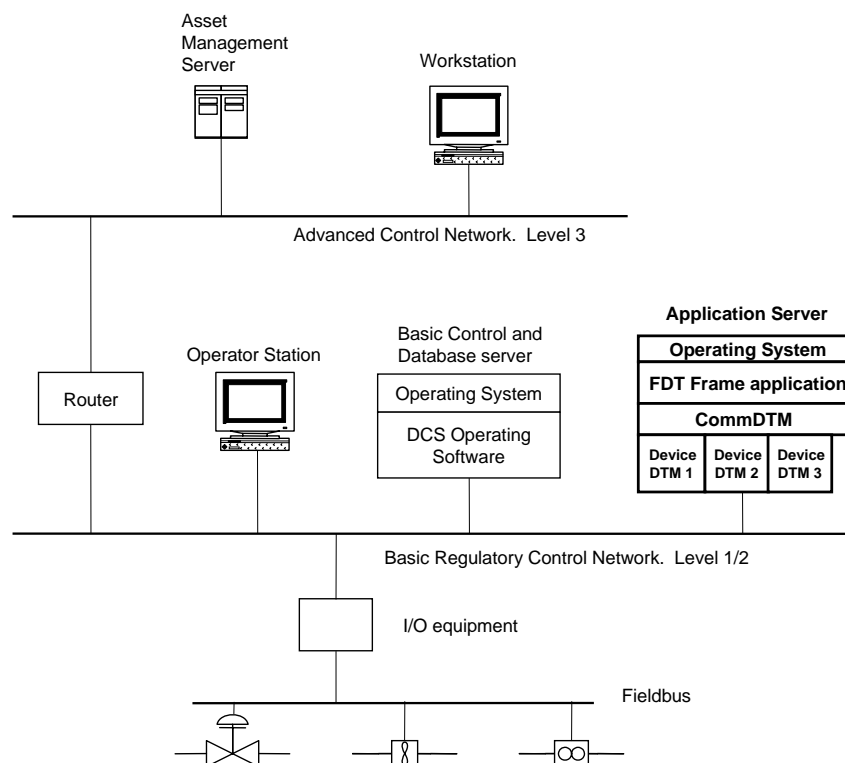 Asset
Management
Server
Workstation
Advanced Control Network.  Level 3
Application Server
Operating System
FDT Frame application
CommDTM
Device
DTM 1
Device
DTM 2
Device
DTM 3
Basic Control and
Database server
Operating System
DCS Operating
Software
Operator Station
Router
Basic Regulatory Control Network.  Level 1/2
I/O equipment
Fieldbus